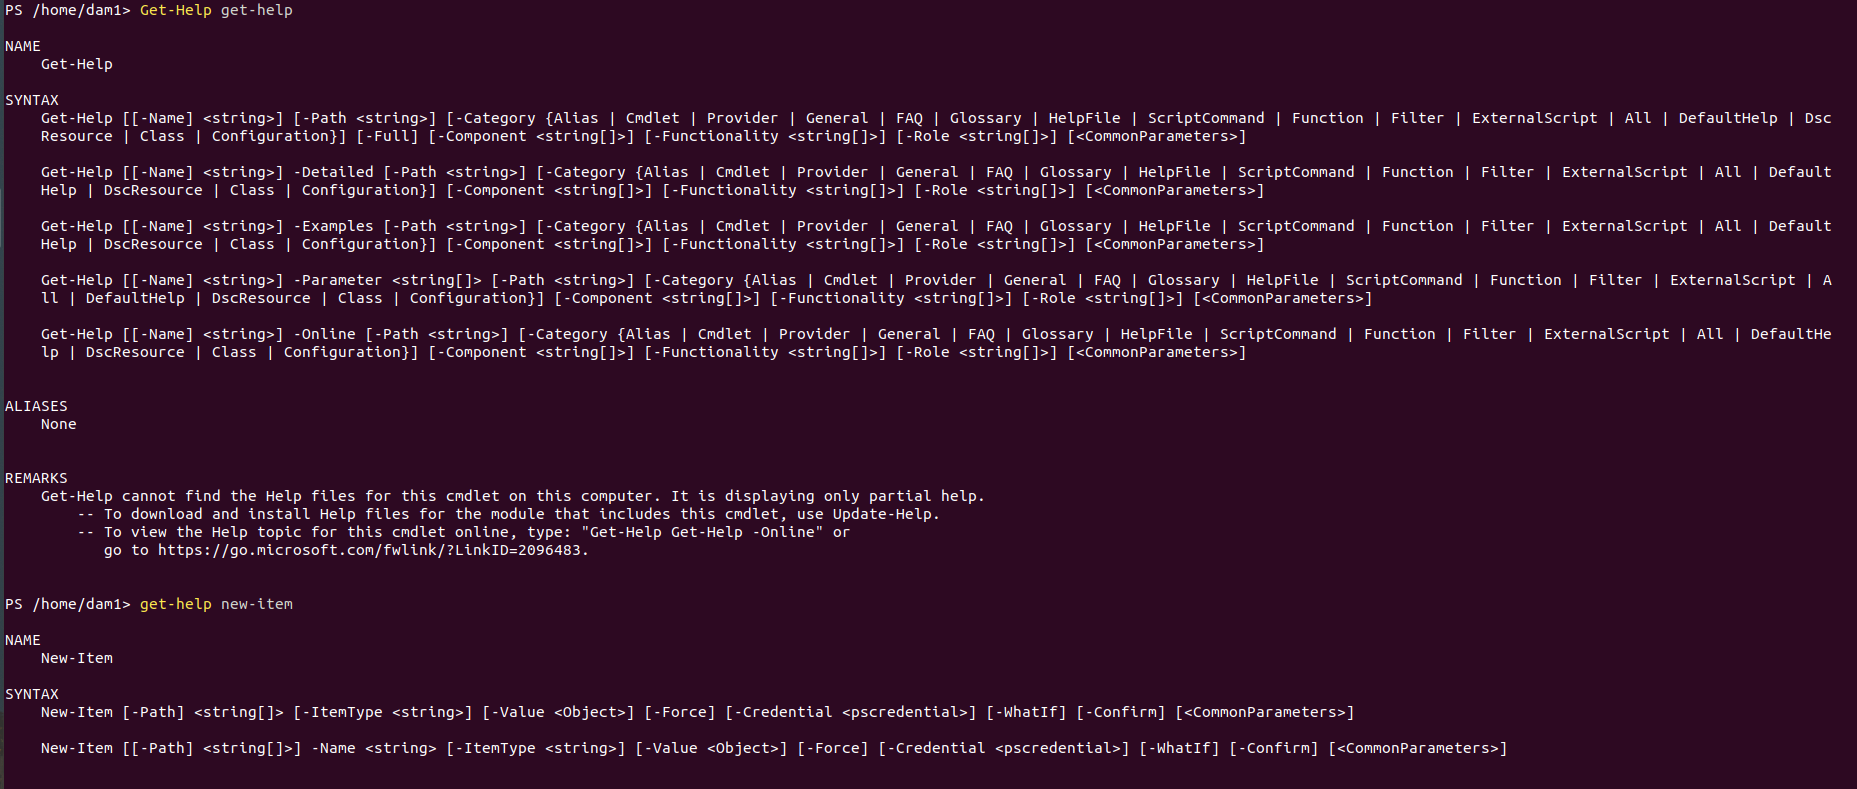 PS /home/dam1> Get-Help get-help
NAME
Get-Help
SYNTAX
Get-Help [[-Name] <string>] [-Path <string>] [-Category {Alias | Cmdlet | Provider | General | FAQ | Glossary | HelpFile | ScriptCommand | Function | Filter | ExternalScript | All | DefaultHelp | Dsc
Resource | Class | Configuration}] [-Full] [-Component <string[]>] [-Functionality <string[]>] [-Role <string[]>] [<CommonParameters>]
Get-Help [[-Name] <string>] -Detailed [-Path <string>] [-Category {Alias | Cmdlet | Provider | General | FAQ | Glossary | HelpFile | ScriptCommand | Function | Filter | ExternalScript | All | Default
Help | DscResource | Class | Configuration}] [-Component <string[]>] [-Functionality <string[]>] [-Role <string[]>] [<CommonParameters>]
Get-Help [[-Name] <string>] -Examples [-Path <string>] [-Category {Alias | Cmdlet | Provider | General | FAQ | Glossary | HelpFile | ScriptCommand | Function | Filter | ExternalScript | All | Default
Help | DscResource | Class | Configuration}] [-Component <string[]>] [-Functionality <string[]>] [-Role <string[]>] [<CommonParameters>]
Get-Help [[-Name] <string>] -Parameter <string[]> [-Path <string>] [-Category {Alias | Cmdlet | Provider | General | FAQ | Glossary | HelpFile | ScriptCommand | Function | Filter | ExternalScript | A
ll | DefaultHelp | DscResource | Class | Configuration}] [-Component <string[]>] [-Functionality <string[]>] [-Role <string[]>] [<CommonParameters>]
Get-Help [[-Name] <string>] -Online [-Path <string>] [-Category {Alias | Cmdlet | Provider | General | FAQ | Glossary | HelpFile | ScriptCommand | Function | Filter | ExternalScript | All | DefaultHe
lp | DscResource | Class | Configuration}] [-Component <string[]>] [-Functionality <string[]>] [-Role <string[]>] [<CommonParameters>]
ALIASES
None
REMARKS
Get-Help cannot find the Help files for this cmdlet on this computer. It is displaying only partial help.
-- To download and install Help files for the module that includes this cmdlet, use Update-Help.
-- To view the Help topic for this cmdlet online, type: "Get-Help Get-Help -Online" or
go to https://go.microsoft.com/fwlink/?LinkID=2096483.
PS /home/dam1> get-help new-item
NAME
New-Item
SYNTAX
New-Item [-Path] <string[]> [-ItemType <string>] [-Value <Object>] [-Force] [-Credential <pscredential>] [-WhatIf] [-Confirm] [<CommonParameters>]
New-Item [[-Path] <string[]>] -Name <string> [-ItemType <string>] [-Value <Object>] [-Force] [-Credential <pscredential>] [-WhatIf] [-Confirm] [<CommonParameters>]